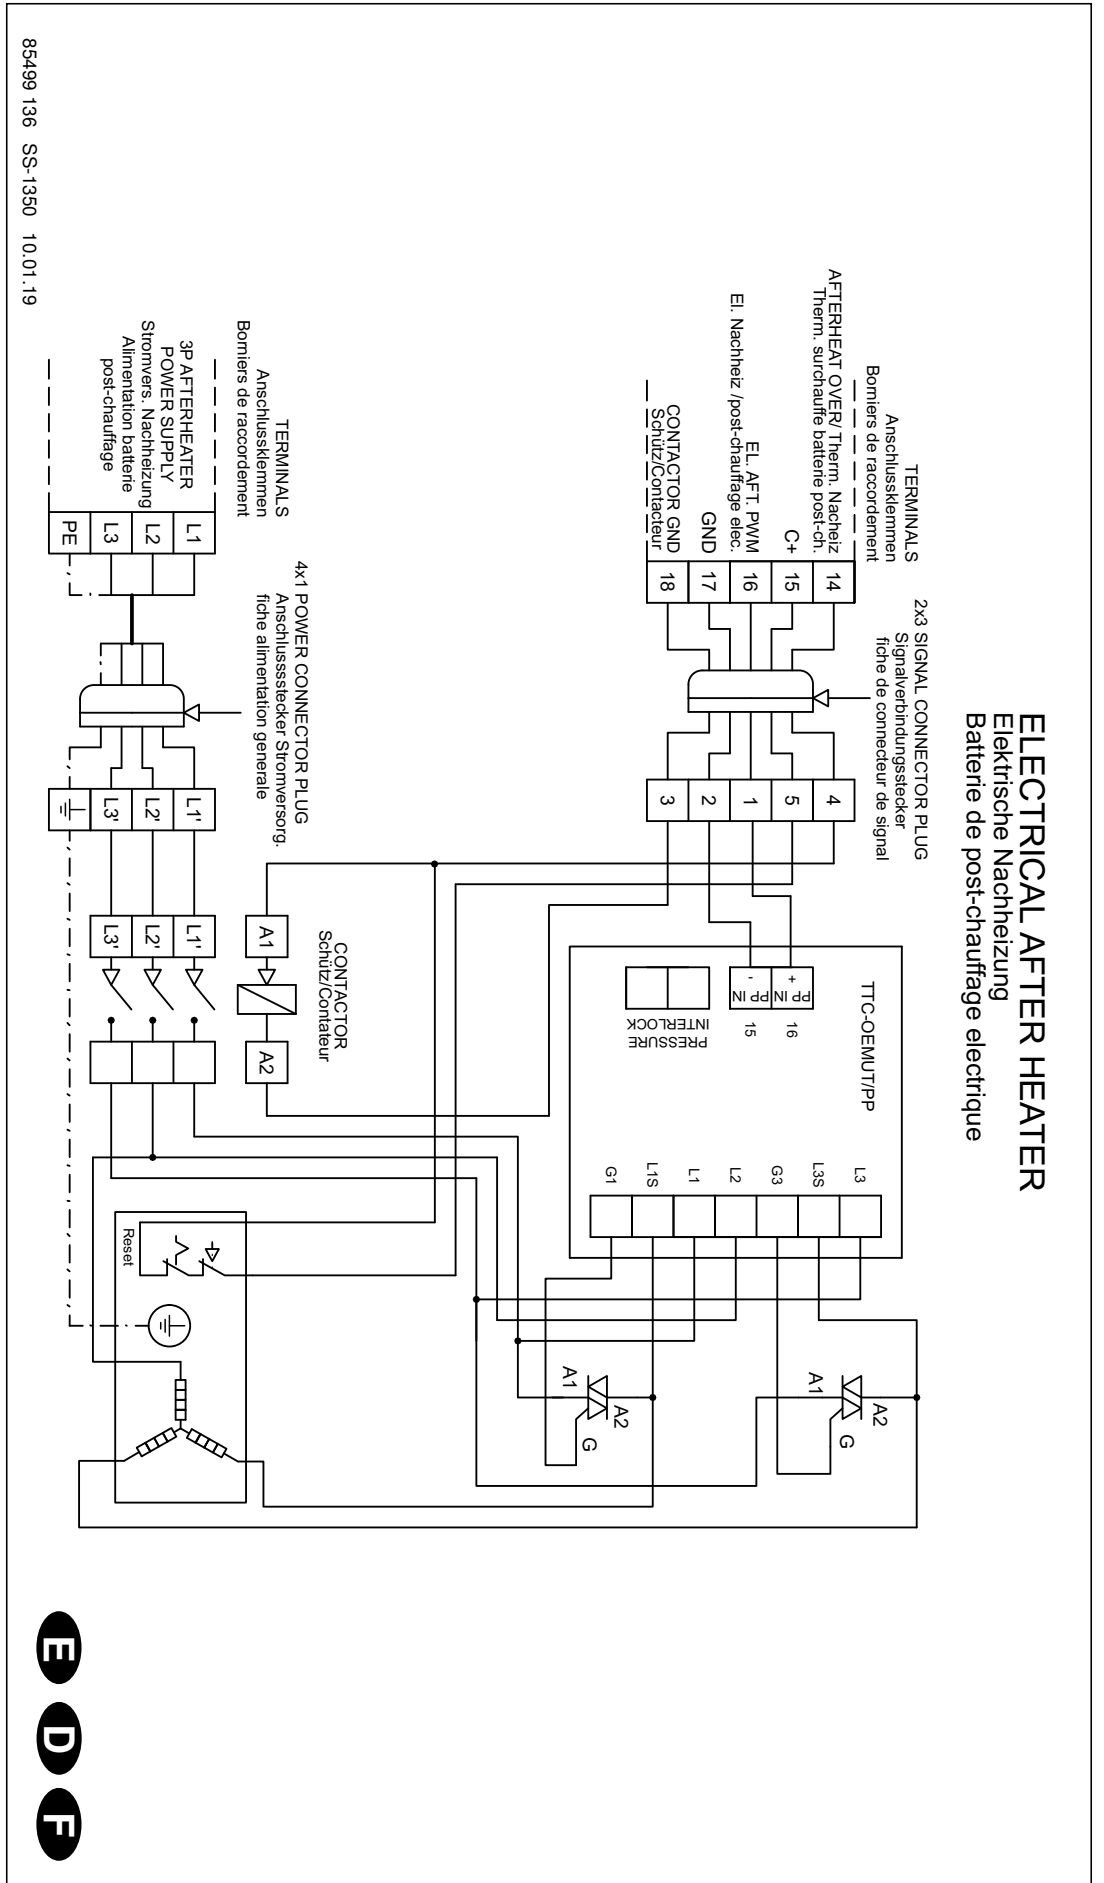 ELECTRICAL AFTER HEATER
Elektrische Nachheizung
Batterie de post-chauffage electrique
TERMINALS
Anschlussklemmen
Borniers de raccordement
AFTERHEAT OVER/ Therm. Nacheiz
Therm. surchauffe batterie post-ch.
C+
EL. AFT. PWM
El. Nachheiz /post-chauffage elec.
GND
CONTACTOR GND
Schütz/Contacteur
14
15
16
17
18
2x3 SIGNAL CONNECTOR PLUG
Signalverbindungsstecker
fiche de connecteur de signal
4
5
1
2
3
TTC-OEMUT/PP
+
PP IN
-
PP IN
16
15
PRESSURE
INTERLOCK
L3
L3S
G3
L2
L1
L1S
G1
A1
A2
G
A1
A2
G
CONTACTOR
Schütz/Contateur
A1
A2
TERMINALS
Anschlussklemmen
Borniers de raccordement
3P AFTERHEATER
POWER SUPPLY
Stromvers. Nachheizung
Alimentation batterie
post-chauffage
L1
L2
L3
PE
4x1 POWER CONNECTOR PLUG
Anschlussstecker Stromversorg.
fiche alimentation generale
L1'
L2'
L3'
L1'
L2'
L3'
Reset
85499 136 SS-1350 10.01.19
E
D
F